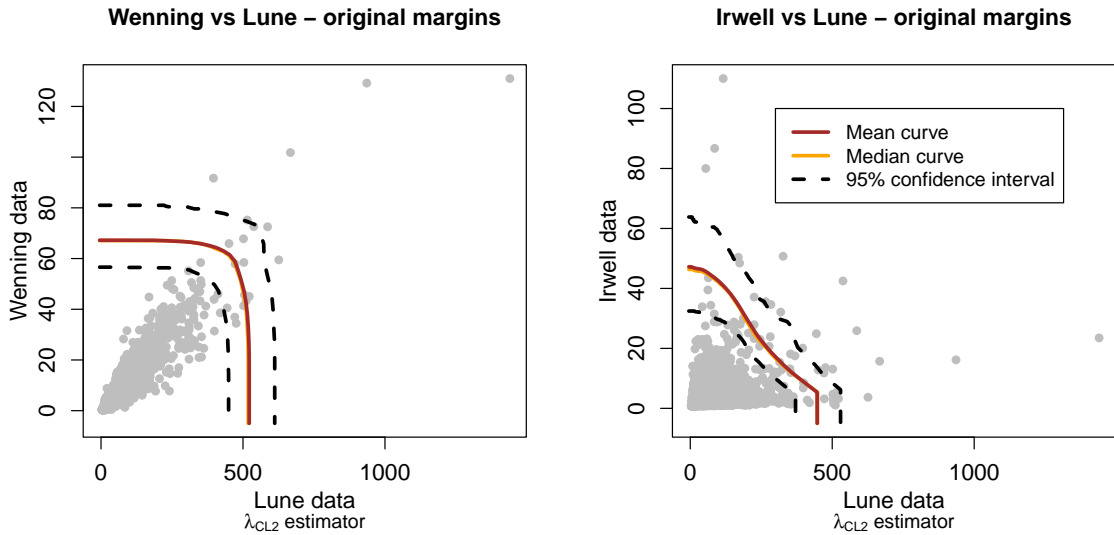 Wenning vs Lune – original margins
Wenning data
120
80
60
40
20
0
0
500
1000
Lune data
λCL2 estimator
Irwell vs Lune – original margins
Irwell data
100
80
60
40
20
0
Mean curve
Median curve
95% confidence interval
0
500
1000
Lune data
λCL2 estimator